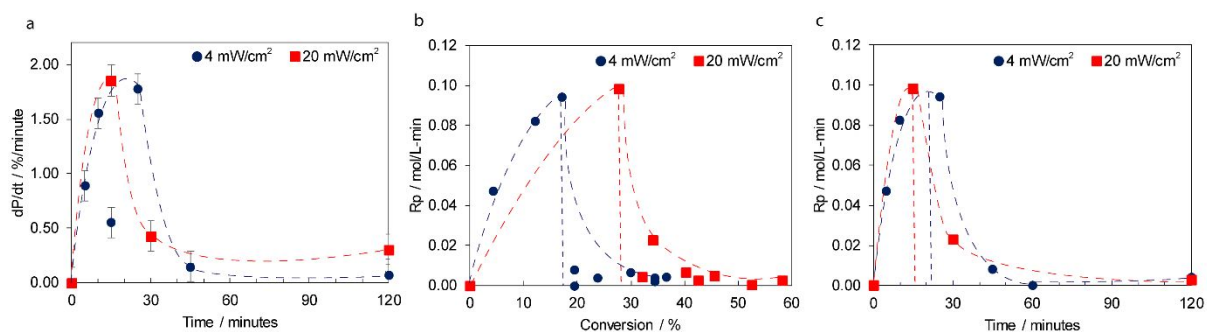 a
4 mW/cm²
20 mW/cm²
2.00
1.50
1.00
0.50
0.00
dP/dt / %/minute
0
30
60
90
120
Time / minutes
b
4 mW/cm²
20 mW/cm²
0.12
0.10
0.08
0.06
0.04
0.02
0.00
Rp / mol/L-min
0
10
20
30
40
50
60
Conversion / %
c
4 mW/cm²
20 mW/cm²
0.12
0.10
0.08
0.06
0.04
0.02
0.00
Rp / mol/L-min
0
30
60
90
120
Time / minutes